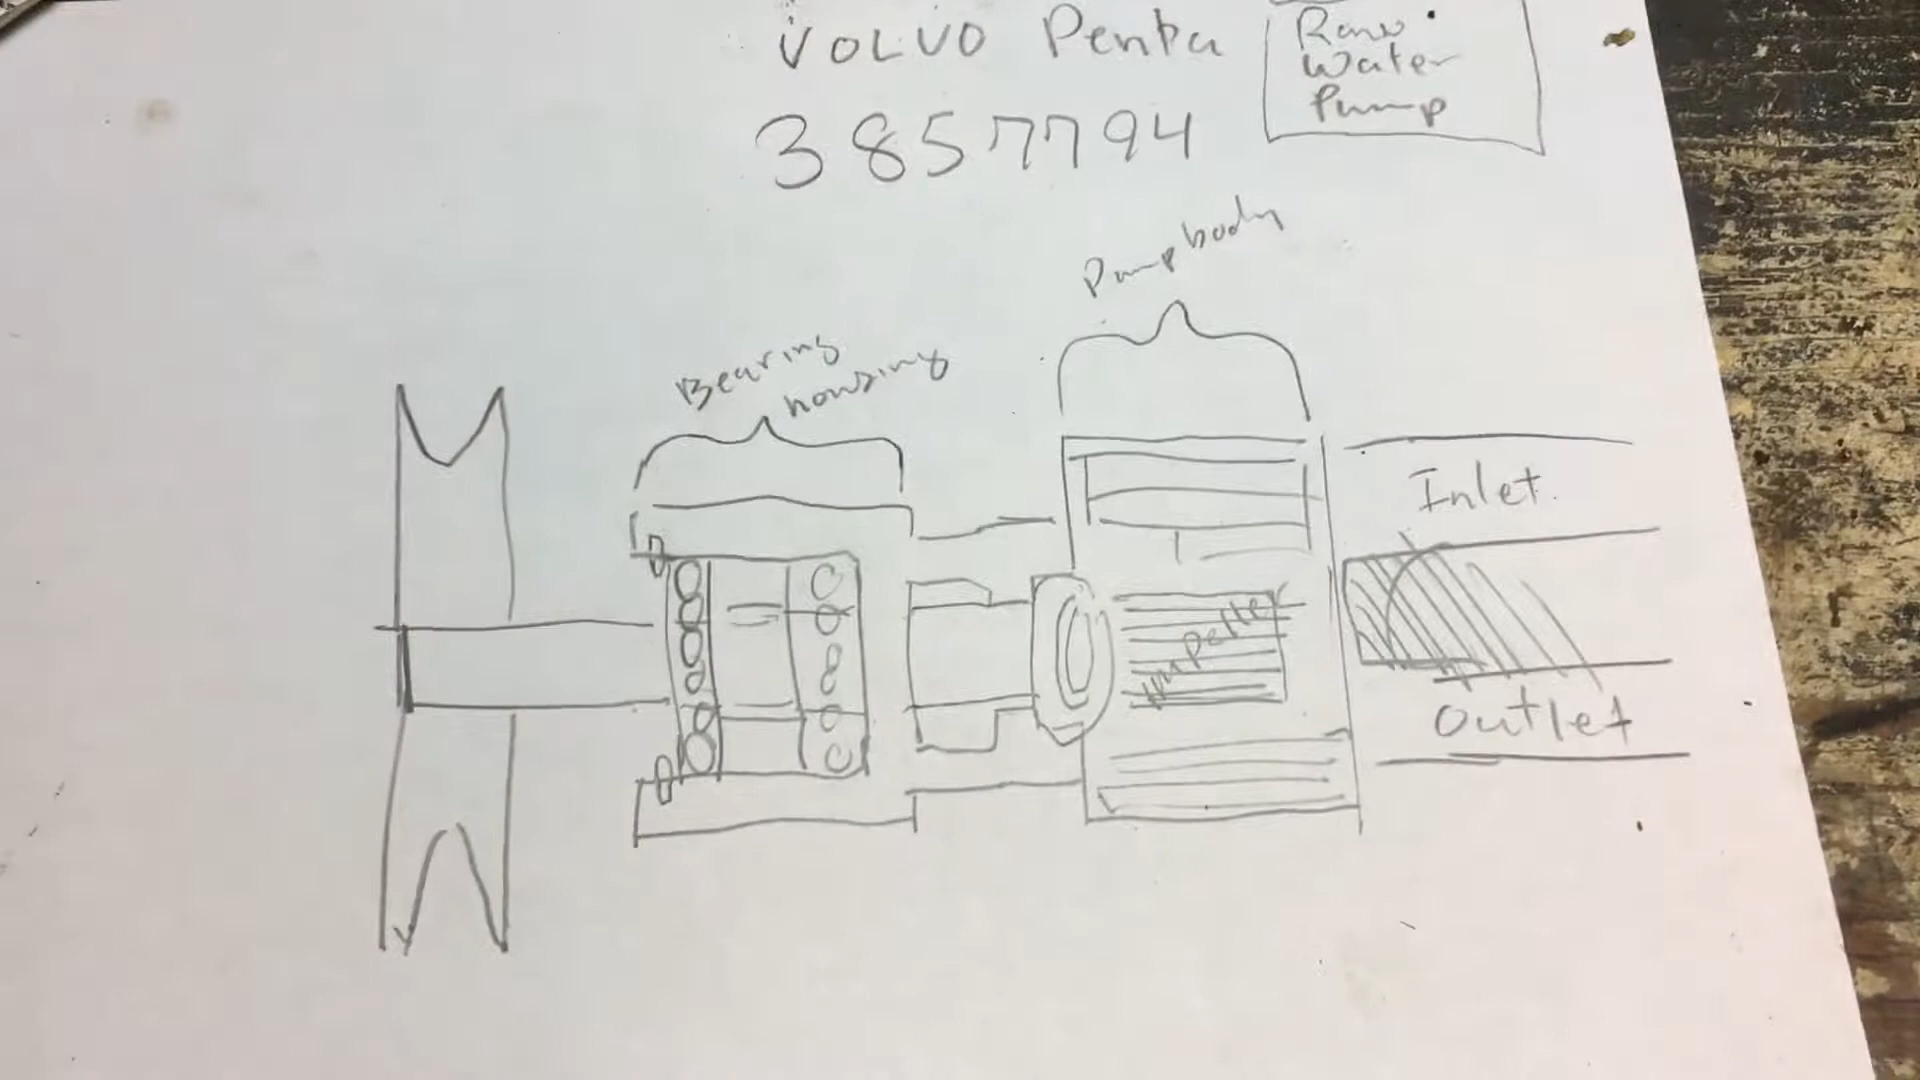 VOLVO Penta
3857794
Raw
Water
Pump
Pump body
Bearing
housing
Inlet
impeller
Outlet